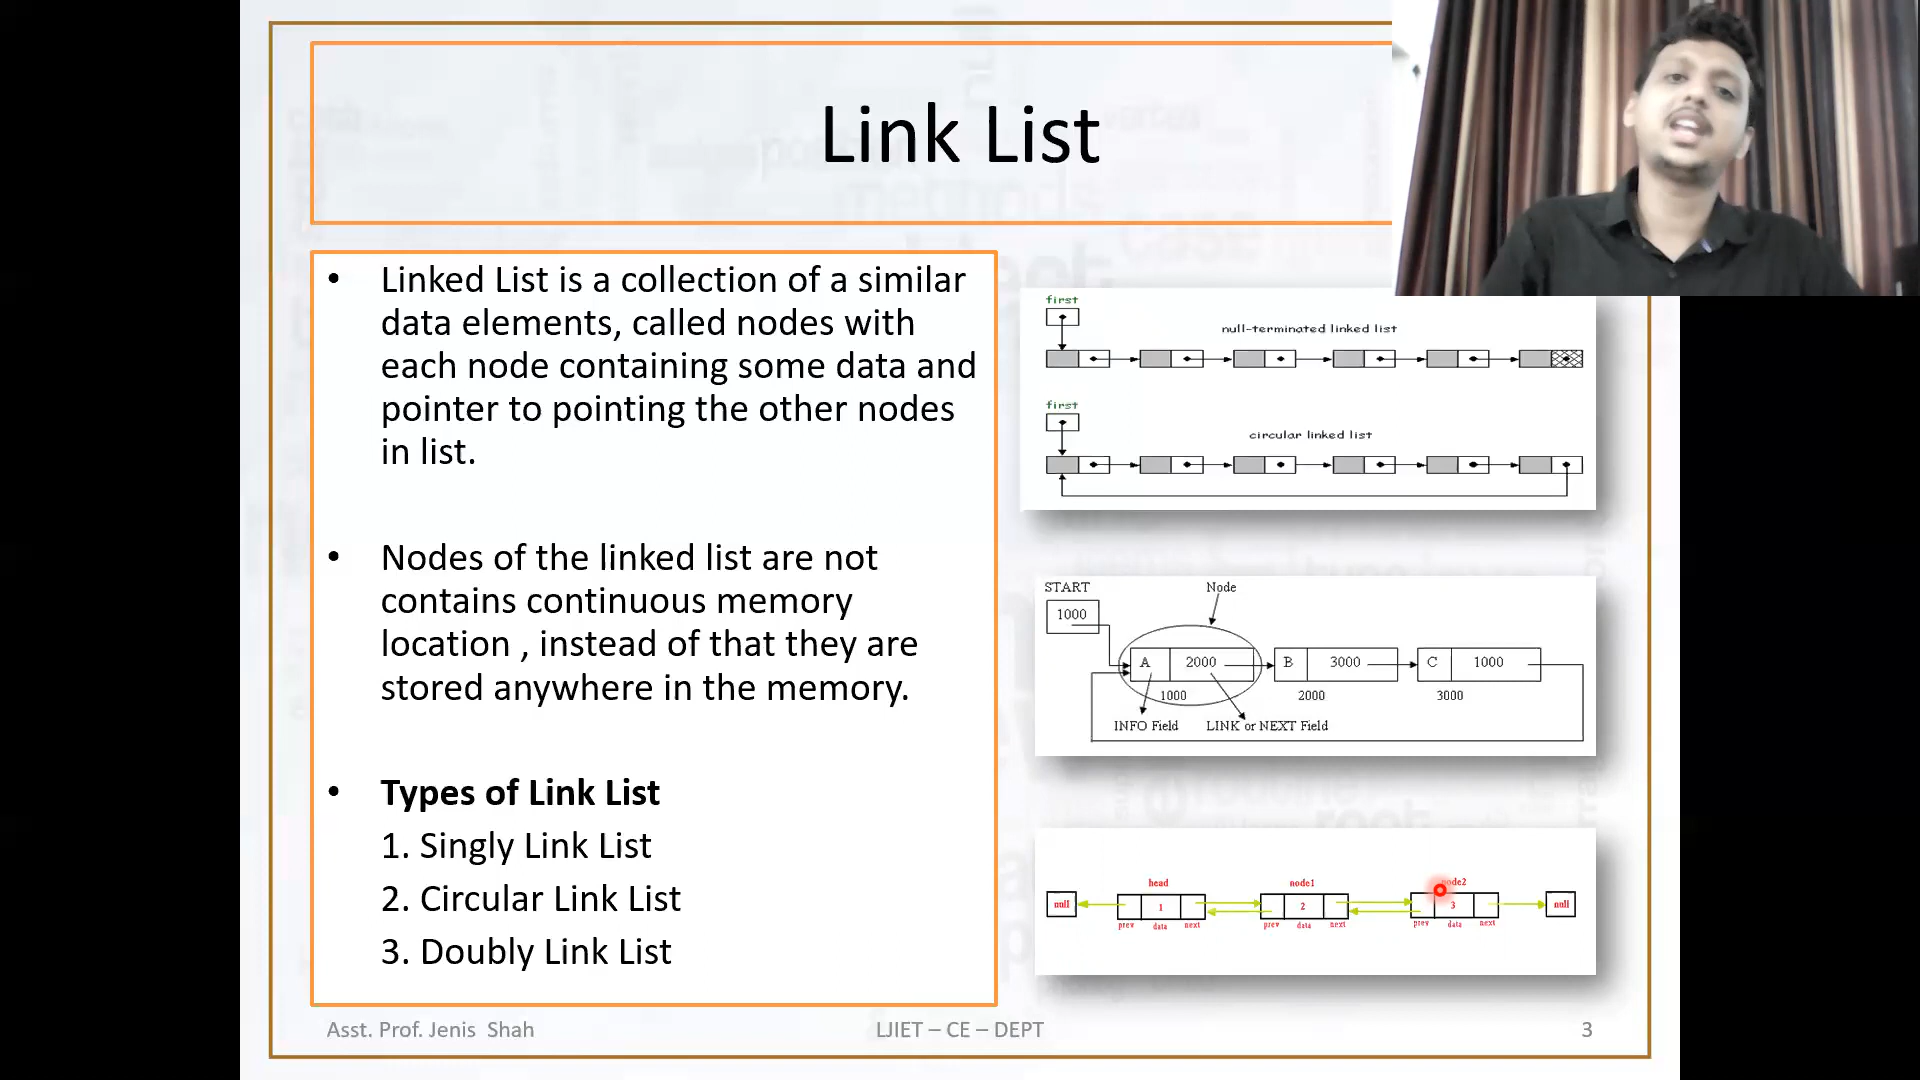 Link List
• Linked List is a collection of a similar
data elements, called nodes with
each node containing some data and
pointer to pointing the other nodes
in list.
• Nodes of the linked list are not
contains continuous memory
location , instead of that they are
stored anywhere in the memory.
• Types of Link List
1. Singly Link List
2. Circular Link List
3. Doubly Link List
first
null-terminated linked list
first
circular linked list
START
Node
1000
A 2000 B 3000 C 1000
1000 2000 3000
INFO Field LINK or NEXT Field
head node1
null 1 2 3 null
prev data next prev data next prev data next
Asst. Prof. Jenis Shah LJIET – CE – DEPT 3